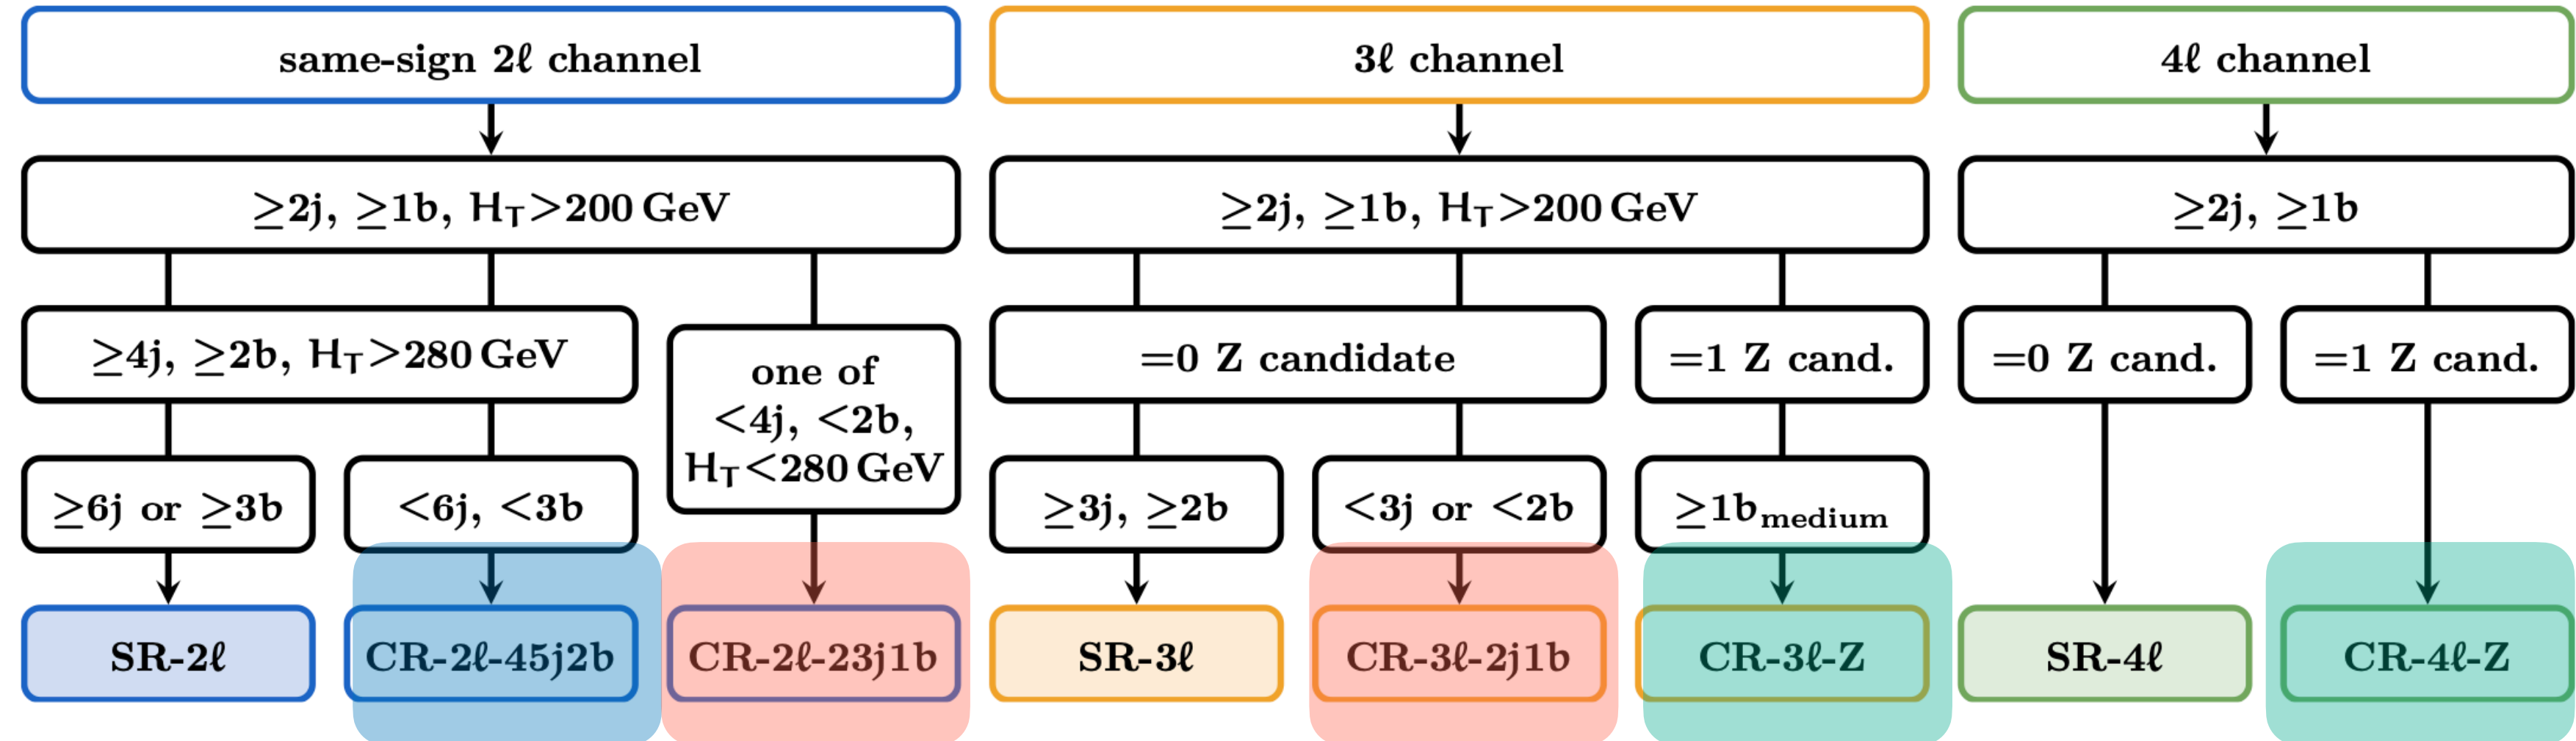 same-sign 2ℓ channel
3ℓ channel
4ℓ channel
≥2j, ≥1b, H_T>200 GeV
≥2j, ≥1b, H_T>200 GeV
≥2j, ≥1b
≥4j, ≥2b, H_T>280 GeV
one of
<4j, <2b,
H_T<280 GeV
=0 Z candidate
=1 Z cand.
=0 Z cand.
=1 Z cand.
≥6j or ≥3b
<6j, <3b
≥3j, ≥2b
<3j or <2b
≥1b_medium
SR-2ℓ
CR-2ℓ-45j2b
CR-2ℓ-23j1b
SR-3ℓ
CR-3ℓ-2j1b
CR-3ℓ-Z
SR-4ℓ
CR-4ℓ-Z